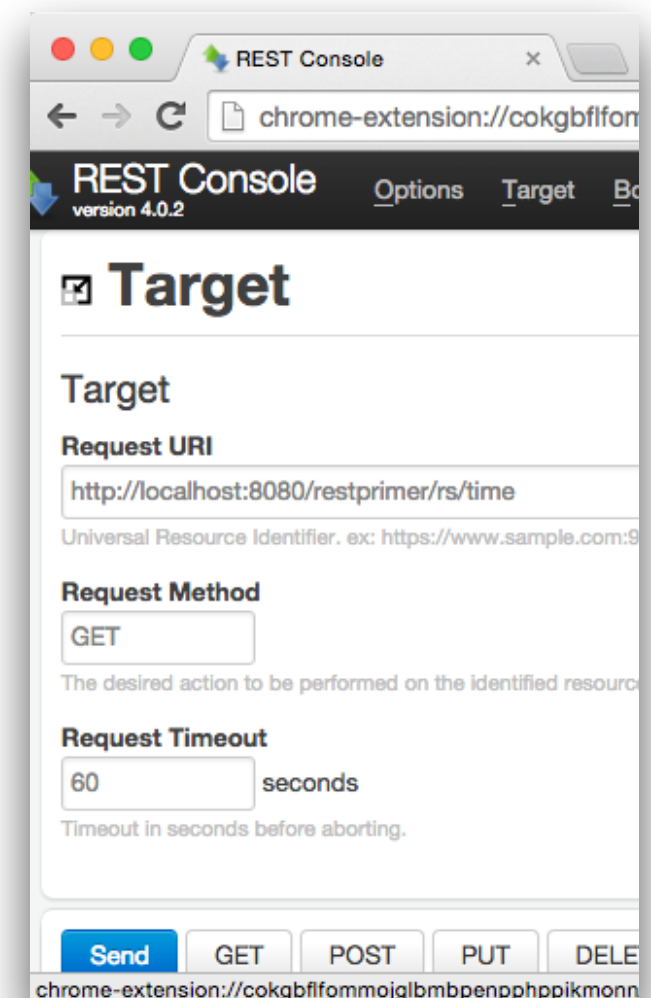 REST Console
chrome-extension://cokgbflfom
REST Console
version 4.0.2
Options Target Bo
Target
Target
Request URI
http://localhost:8080/restprimer/rs/time
Universal Resource Identifier. ex: https://www.sample.com:9
Request Method
GET
The desired action to be performed on the identified resource
Request Timeout
60 seconds
Timeout in seconds before aborting.
Send GET POST PUT DELE
chrome-extension://cokgbflfommojglbmbpenpphppikmonn